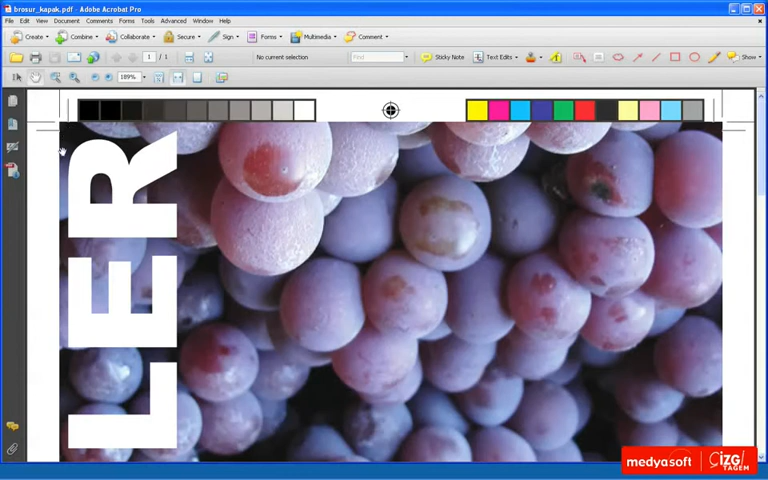 brosur_kapak.pdf - Adobe Acrobat Pro
File Edit View Document Comments Forms Tools Advanced Window Help
Create Combine Collaborate Secure Sign Forms Multimedia Comment
1 / 1 No current selection Find Sticky Note Text Edits Show
189%
LER
medyasoft ÇİZGİ TAGEM